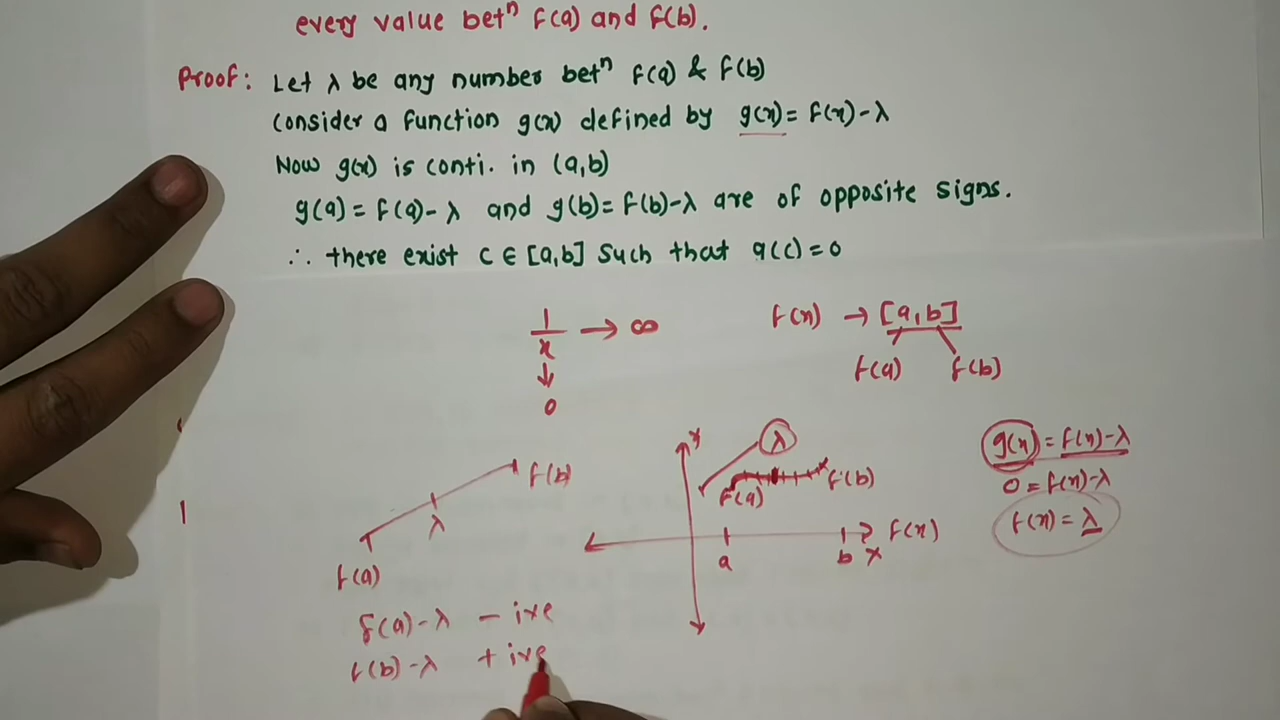 every value betⁿ f(a) and f(b).
Proof: Let λ be any number betⁿ f(a) & f(b)
Consider a function g(x) defined by g(x)= f(x)-λ
Now g(x) is conti. in (a,b)
g(a) = f(a)-λ and g(b)= f(b)-λ are of opposite signs.
∴ there exist c ∈ [a,b] such that g(c)=0
1/x → ∞
↓
0
f(x) → [a,b]
f(a) f(b)
f(a) λ f(b)
f(a)-λ -ive
f(b)-λ +ive
Y λ
f(a) f(b)
a b X f(x)
g(x) = f(x)-λ
0=f(x)-λ
f(x) = λ